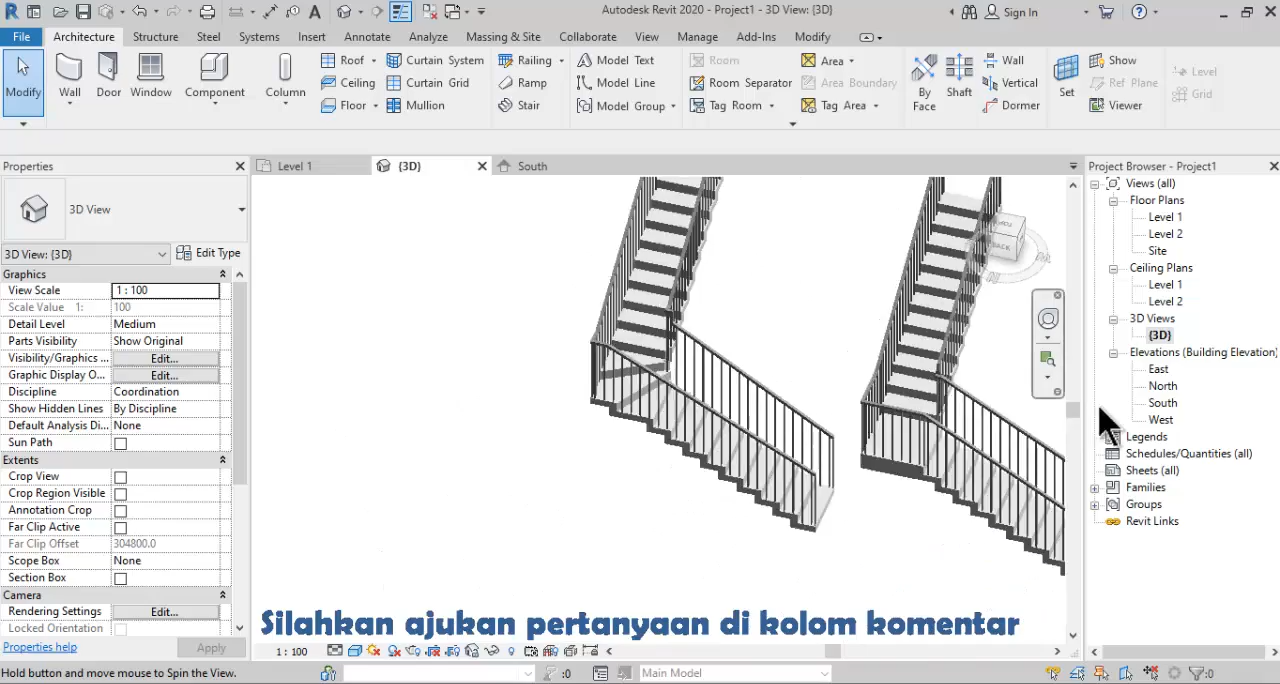 Autodesk Revit 2020 - Project1 - 3D View: {3D}
Sign In
File Architecture Structure Steel Systems Insert Annotate Analyze Massing & Site Collaborate View Manage Add-Ins Modify
Modify Wall Door Window Component Column
Roof Curtain System Railing Model Text Room Area Wall Show Level
Ceiling Curtain Grid Ramp Model Line Room Separator Area Boundary Vertical Ref Plane Grid
Floor Mullion Stair Model Group Tag Room Tag Area Dormer Viewer
By Face Shaft Set
Properties
Level 1 {3D} South
Project Browser - Project1
3D View
3D View: {3D} Edit Type
Graphics
View Scale 1 : 100
Scale Value 1: 100
Detail Level Medium
Parts Visibility Show Original
Visibility/Graphics ... Edit...
Graphic Display O... Edit...
Discipline Coordination
Show Hidden Lines By Discipline
Default Analysis Di... None
Sun Path
Extents
Crop View
Crop Region Visible
Annotation Crop
Far Clip Active
Far Clip Offset 304800.0
Scope Box None
Section Box
Camera
Rendering Settings Edit...
Locked Orientation
Properties help Apply
BACK
Views (all)
Floor Plans
Level 1
Level 2
Site
Ceiling Plans
Level 1
Level 2
3D Views
{3D}
Elevations (Building Elevation)
East
North
South
West
Legends
Schedules/Quantities (all)
Sheets (all)
Families
Groups
Revit Links
Silahkan ajukan pertanyaan di kolom komentar
1 : 100
Hold button and move mouse to Spin the View.
:0 Main Model :0